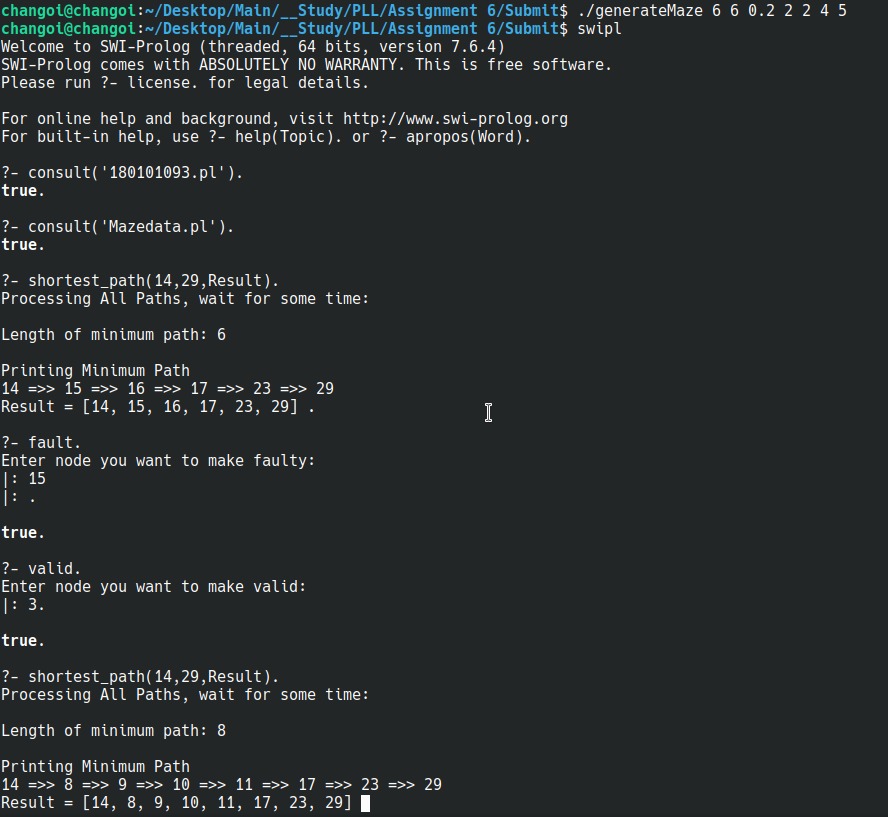 changoi@changoi:~/Desktop/Main/__Study/PLL/Assignment 6/Submit$ ./generateMaze 6 6 0.2 2 2 4 5
changoi@changoi:~/Desktop/Main/__Study/PLL/Assignment 6/Submit$ swipl
Welcome to SWI-Prolog (threaded, 64 bits, version 7.6.4)
SWI-Prolog comes with ABSOLUTELY NO WARRANTY. This is free software.
Please run ?- license. for legal details.
For online help and background, visit http://www.swi-prolog.org
For built-in help, use ?- help(Topic). or ?- apropos(Word).
?- consult('180101093.pl').
true.
?- consult('Mazedata.pl').
true.
?- shortest_path(14,29,Result).
Processing All Paths, wait for some time:
Length of minimum path: 6
Printing Minimum Path
14 =>> 15 =>> 16 =>> 17 =>> 23 =>> 29
Result = [14, 15, 16, 17, 23, 29] .
?- fault.
Enter node you want to make faulty:
|: 15
|: .
true.
?- valid.
Enter node you want to make valid:
|: 3.
true.
?- shortest_path(14,29,Result).
Processing All Paths, wait for some time:
Length of minimum path: 8
Printing Minimum Path
14 =>> 8 =>> 9 =>> 10 =>> 11 =>> 17 =>> 23 =>> 29
Result = [14, 8, 9, 10, 11, 17, 23, 29]